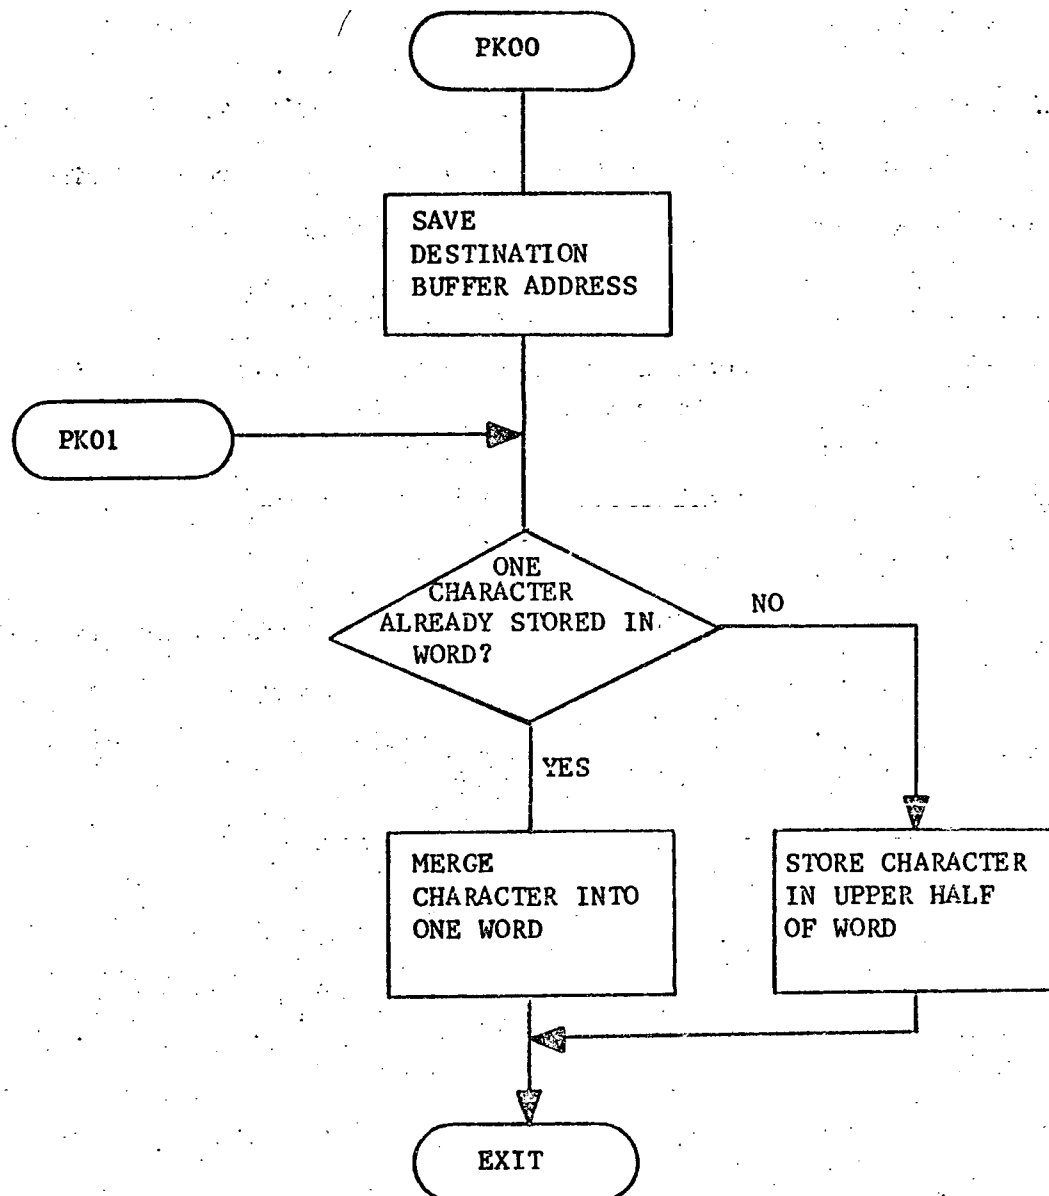 PK00
SAVE
DESTINATION
BUFFER ADDRESS
PK01
ONE
CHARACTER
ALREADY STORED IN
WORD?
NO
YES
MERGE
CHARACTER INTO
ONE WORD
STORE CHARACTER
IN UPPER HALF
OF WORD
EXIT